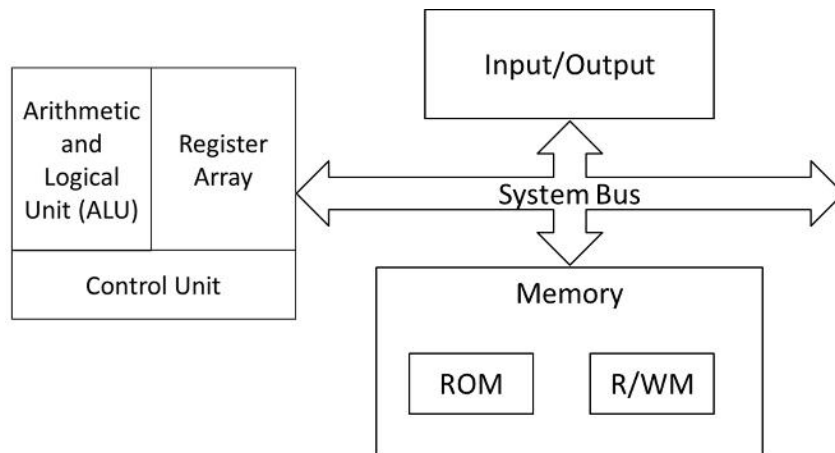 Arithmetic
and
Logical
Unit (ALU)
Register
Array
Control Unit
Input/Output
System Bus
Memory
ROM
R/WM